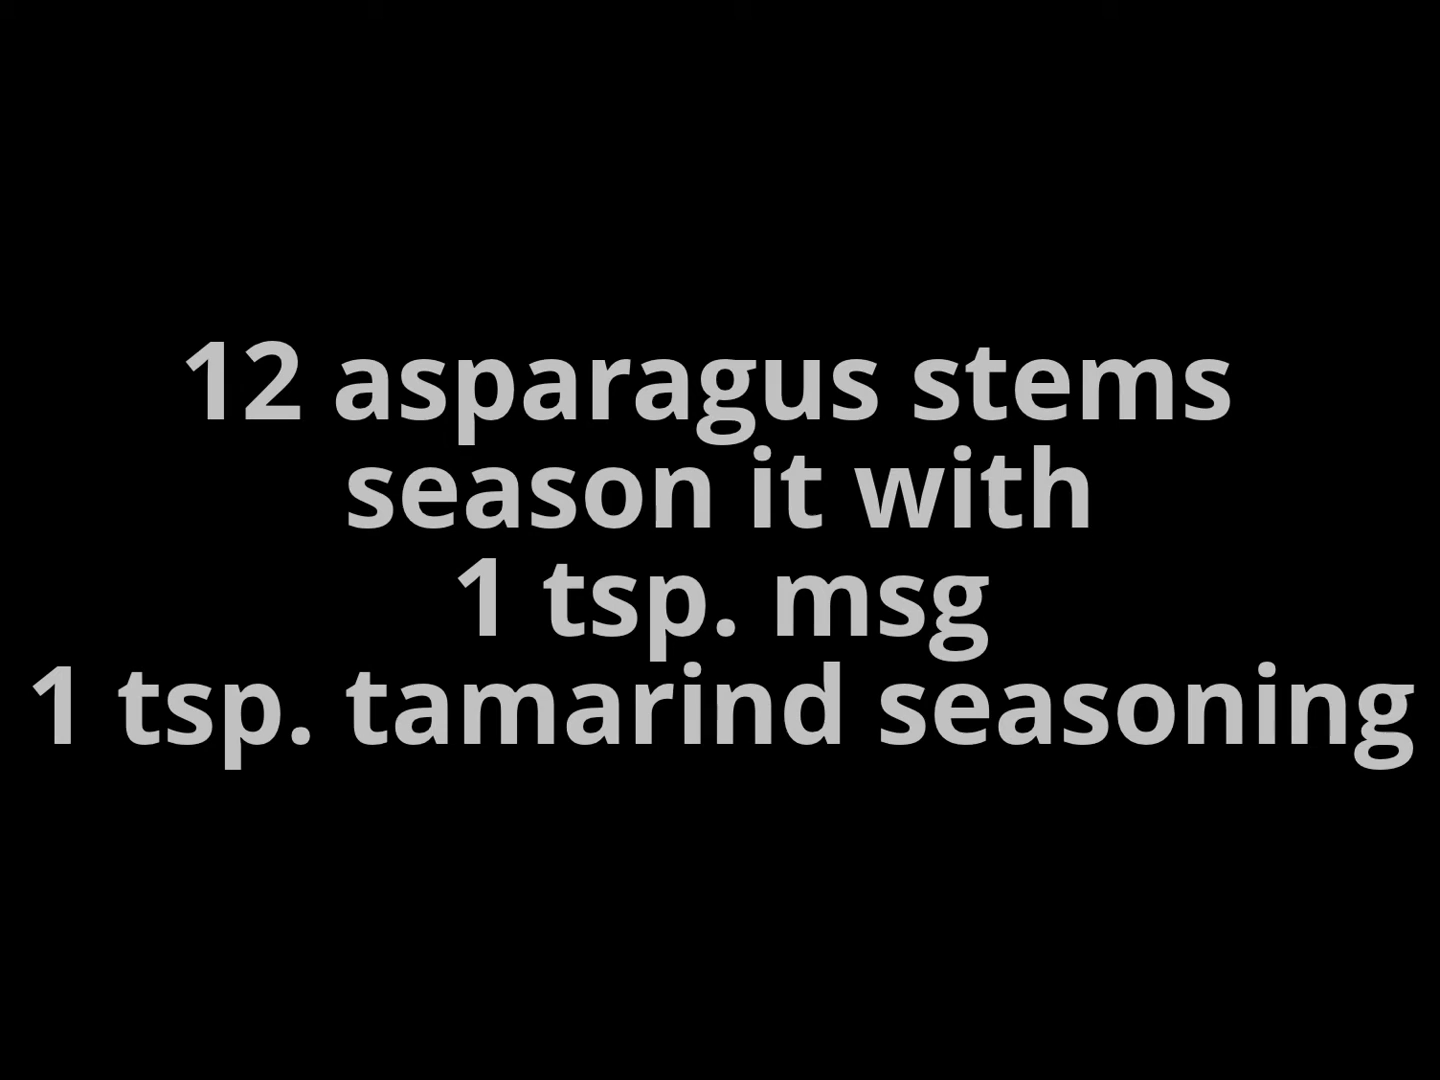 12 asparagus stems
season it with
1 tsp. msg
1 tsp. tamarind seasoning